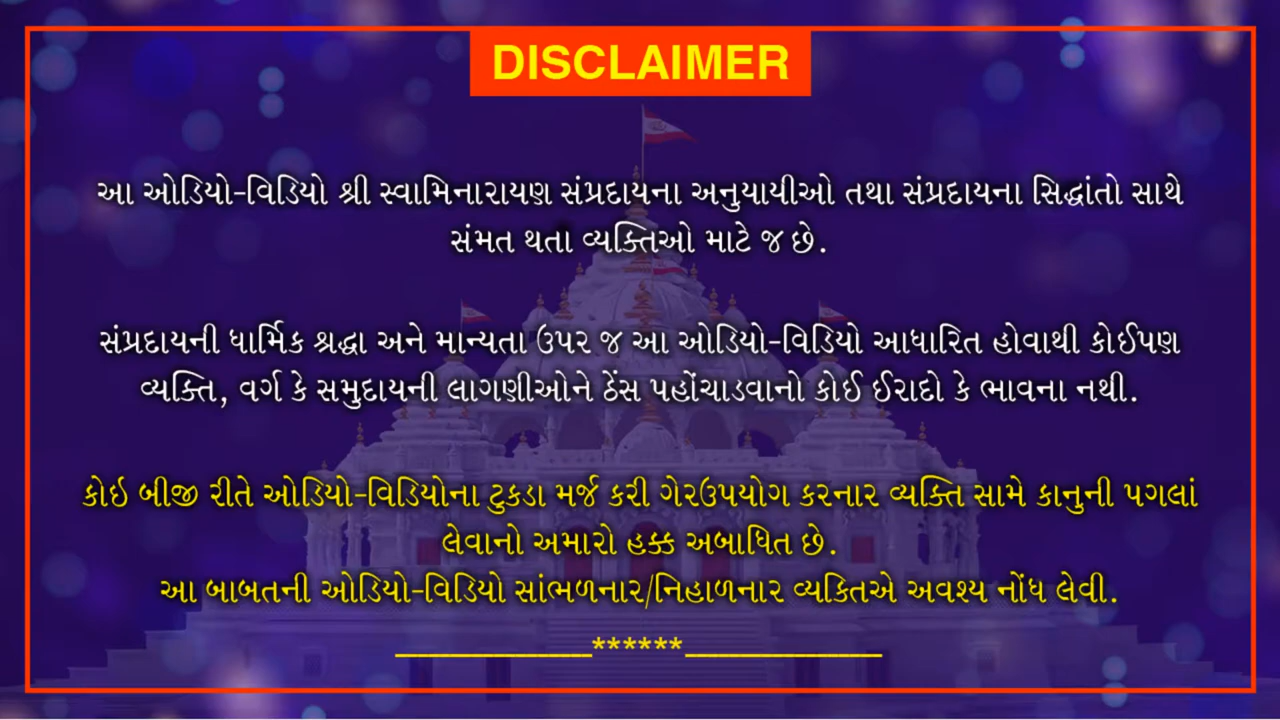 DISCLAIMER
આ ઓડિયો-વિડિયો શ્રી સ્વામિનારાયણ સંપ્રદાયના અનુયાયીઓ તથા સંપ્રદાયના સિદ્ધાંતો સાથે
સંમત થતા વ્યક્તિઓ માટે જ છે.
સંપ્રદાયની ધાર્મિક શ્રદ્ધા અને માન્યતા ઉપર જ આ ઓડિયો-વિડિયો આધારિત હોવાથી કોઈપણ
વ્યક્તિ, વર્ગ કે સમુદાયની લાગણીઓને ઠેંસ પહોંચાડવાનો કોઈ ઈરાદો કે ભાવના નથી.
કોઇ બીજી રીતે ઓડિયો-વિડિયોના ટુકડા મર્જ કરી ગેરઉપયોગ કરનાર વ્યક્તિ સામે કાનુની પગલાં
લેવાનો અમારો હક્ક અબાધિત છે.
આ બાબતની ઓડિયો-વિડિયો સાંભળનાર/નિહાળનાર વ્યકિતએ અવશ્ય નોંધ લેવી.
______________******______________